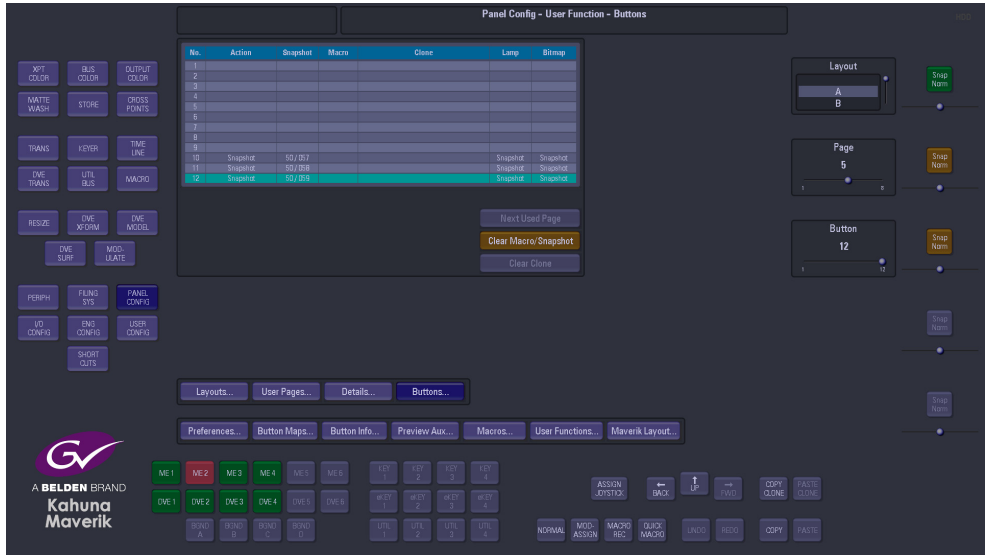 Panel Config - User Function - Buttons
No. Action Snapshot Macro Clone Lamp Bitmap
1
2
3
4
5
6
7
8
9
10 Snapshot 50 / 057 Snapshot Snapshot
11 Snapshot 50 / 058 Snapshot Snapshot
12 Snapshot 50 / 059 Snapshot Snapshot
Next Used Page
Clear Macro/Snapshot
Clear Clone
XPT COLOR
BUS COLOR
OUTPUT COLOR
MATTE WASH
STORE
CROSS POINTS
TRANS
KEYER
TIME LINE
DVE TRANS
UTIL BUS
MACRO
RESIZE
DVE XFORM
DVE MODEL
DVE SURF
MOD- ULATE
PERIPH
FILING SYS
PANEL CONFIG
I/O CONFIG
ENG CONFIG
USER CONFIG
SHORT CUTS
Layout
A
B
Page
5
1 8
Button
12
1 12
Snap Norm
Snap Norm
Snap Norm
Snap Norm
Snap Norm
Layouts...
User Pages...
Details...
Buttons...
Preferences...
Button Maps...
Button Info...
Preview Aux...
Macros...
User Functions...
Maverik Layout...
GV
A BELDEN BRAND
Kahuna
Maverik
ME 1
ME 2
ME 3
ME 4
ME 5
ME 6
DVE 1
DVE 2
DVE 3
DVE 4
DVE 5
DVE 6
BGND A
BGND B
BGND C
BGND D
KEY 1
KEY 2
KEY 3
KEY 4
eKEY 1
eKEY 2
eKEY 3
eKEY 4
UTIL 1
UTIL 2
UTIL 3
UTIL 4
ASSIGN JOYSTICK
← BACK
↑ UP
→ FWD
COPY CLONE
PASTE CLONE
NORMAL
MOD- ASSIGN
MACRO REC
QUICK MACRO
UNDO
REDO
COPY
PASTE